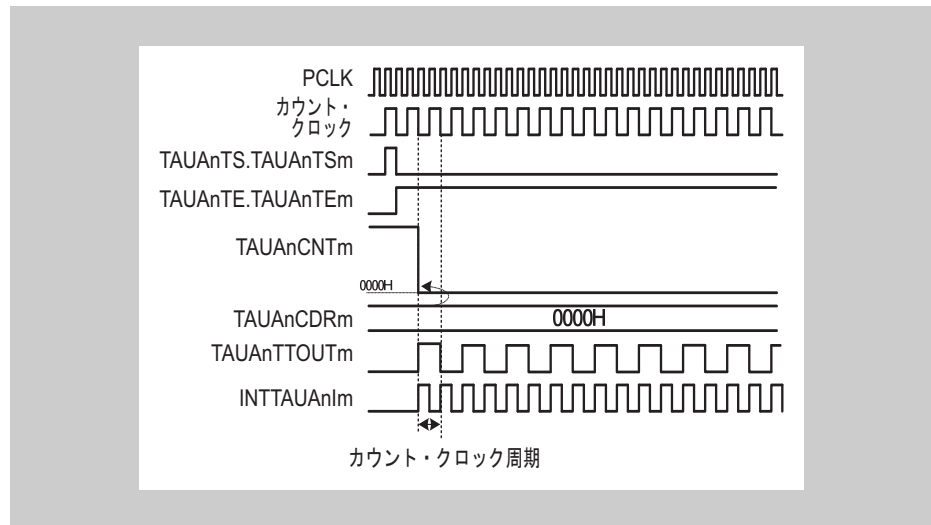 PCLK
カウント・
クロック
TAUAnTS.TAUAnTSm
TAUAnTE.TAUAnTEm
TAUAnCNTm
0000H
TAUAnCDRm
0000H
TAUAnTTOUTm
INTTAUAnIm
カウント・クロック周期